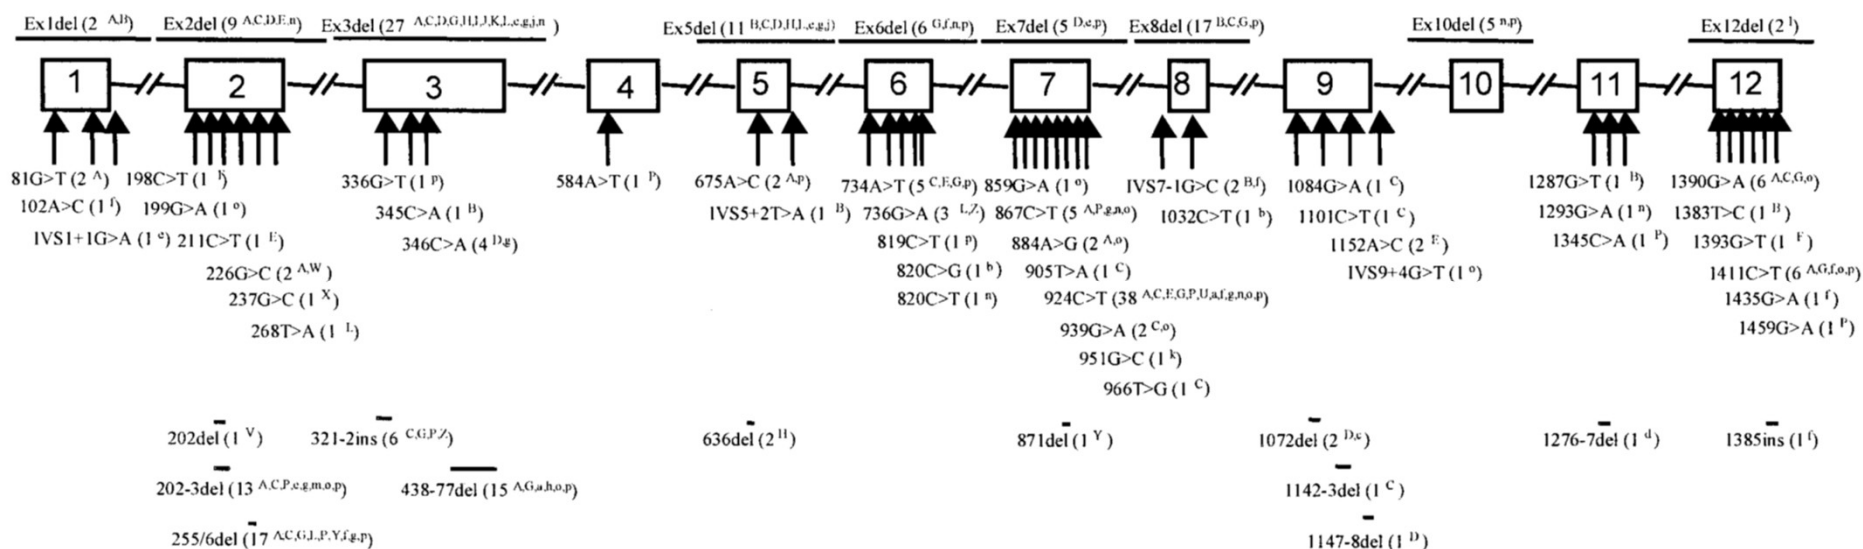 Ex1del (2 A,B) Ex2del (9 A,C,D,E,n) Ex3del (27 A,C,D,G,H,I,J,K,L,e,g,j,n) Ex5del (11 B,C,D,H,L,e,g,j) Ex6del (6 G,f,n,p) Ex7del (5 D,e,p) Ex8del (17 B,C,G,p) Ex10del (5 n,p) Ex12del (2 I)
1 2 3 4 5 6 7 8 9 10 11 12
81G>T (2 A) 198C>T (1 K) 336G>T (1 p) 584A>T (1 P) 675A>C (2 A,p) 734A>T (5 C,E,G,p) 859G>A (1 o) IVS7-1G>C (2 B,f) 1084G>A (1 C) 1287G>T (1 B) 1390G>A (6 A,C,G,o)
102A>C (1 f) 199G>A (1 o) 345C>A (1 B) IVS5+2T>A (1 B) 736G>A (3 L,Z) 867C>T (5 A,P,g,n,o) 1032C>T (1 b) 1101C>T (1 C) 1293G>A (1 n) 1383T>C (1 B)
IVS1+1G>A (1 e) 211C>T (1 E) 346C>A (4 D,g) 819C>T (1 p) 884A>G (2 A,o) 1152A>C (2 E) 1345C>A (1 P) 1393G>T (1 F)
226G>C (2 A,W) 820C>G (1 b) 905T>A (1 C) IVS9+4G>T (1 o) 1411C>T (6 A,G,f,o,p)
237G>C (1 X) 820C>T (1 n) 924C>T (38 A,C,E,G,P,U,a,f,g,n,o,p) 1435G>A (1 f)
268T>A (1 L) 939G>A (2 C,o) 1459G>A (1 P)
951G>C (1 k)
966T>G (1 C)
202del (1 V) 321-2ins (6 C,G,P,Z) 636del (2 H) 871del (1 Y) 1072del (2 D,c) 1276-7del (1 d) 1385ins (1 f)
202-3del (13 A,C,P,e,g,m,o,p) 438-77del (15 A,G,a,h,o,p) 1142-3del (1 C)
255/6del (17 A,C,G,L,P,Y,f,g,p) 1147-8del (1 D)